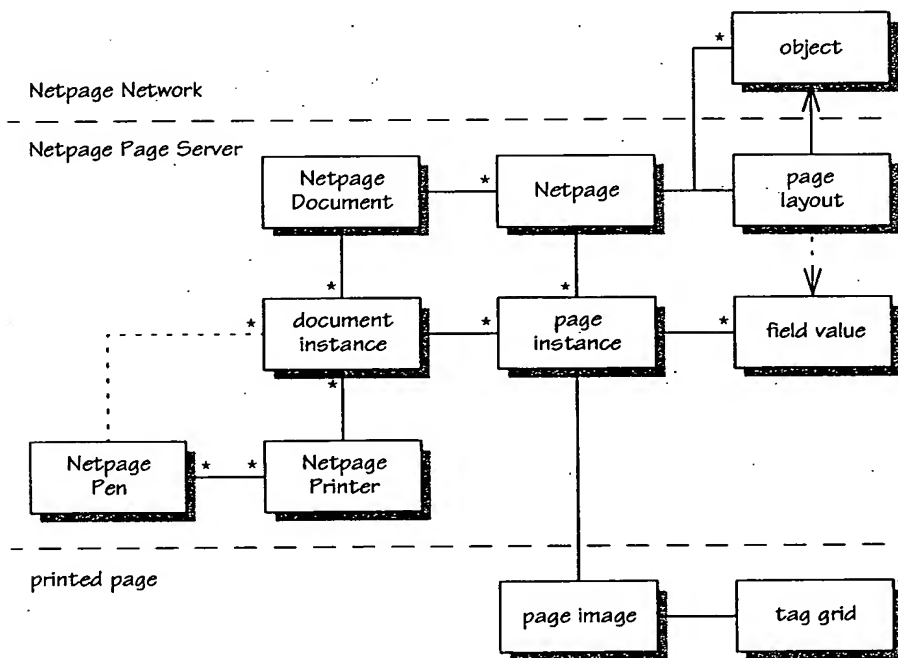 *
object
Netpage Network
Netpage Page Server
Netpage
Document
*
Netpage
page
layout
*
*
*
document
instance
*
page
instance
*
field value
*
Netpage
Pen
*
*
Netpage
Printer
printed page
page image
tag grid